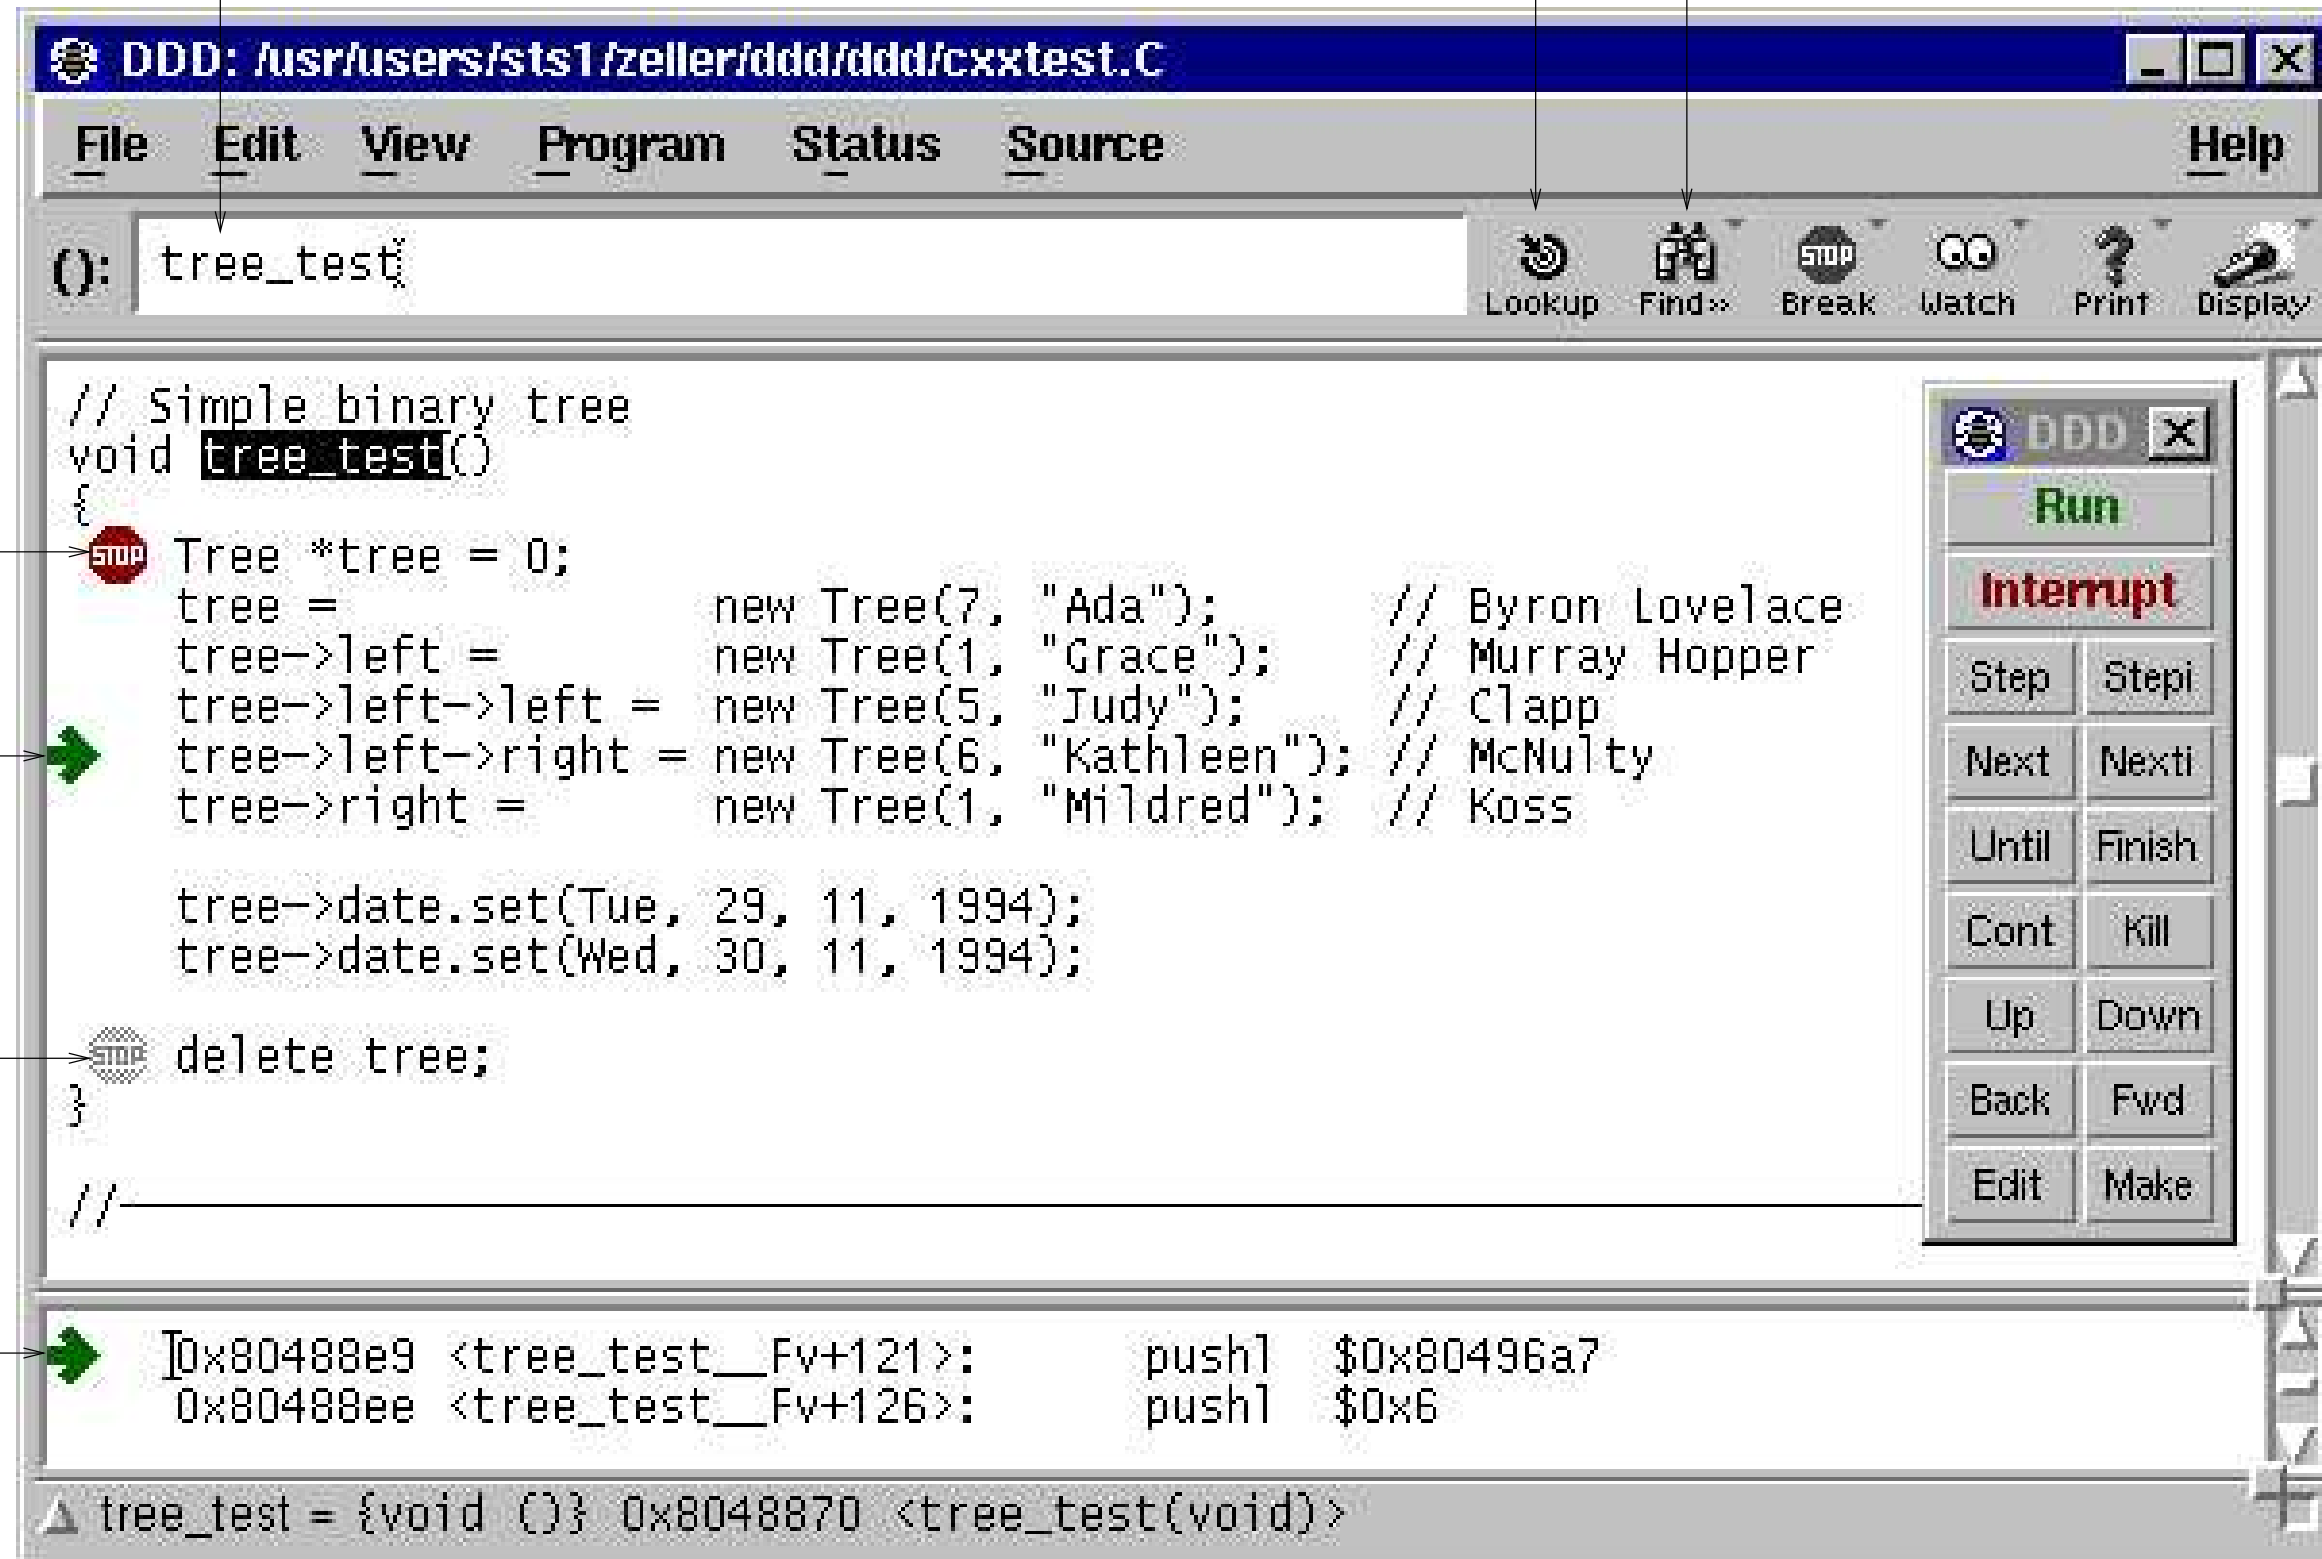 DDD: /usr/users/sts1/zeller/ddd/ddd/cxxtest.C
File Edit View Program Status Source Help
(): tree_test
Lookup Find» Break Watch Print Display
STOP
// Simple binary tree
void tree_test()
{
STOP Tree *tree = 0;
tree = new Tree(7, "Ada"); // Byron Lovelace
tree->left = new Tree(1, "Grace"); // Murray Hopper
tree->left->left = new Tree(5, "Judy"); // Clapp
tree->left->right = new Tree(6, "Kathleen"); // McNulty
tree->right = new Tree(1, "Mildred"); // Koss
tree->date.set(Tue, 29, 11, 1994);
tree->date.set(Wed, 30, 11, 1994);
STOP delete tree;
}
//
DDD
Run
Interrupt
Step Stepi
Next Nexti
Until Finish
Cont Kill
Up Down
Back Fwd
Edit Make
0x80488e9 <tree_test__Fv+121>: pushl $0x80496a7
0x80488ee <tree_test__Fv+126>: pushl $0x6
tree_test = {void ()} 0x8048870 <tree_test(void)>